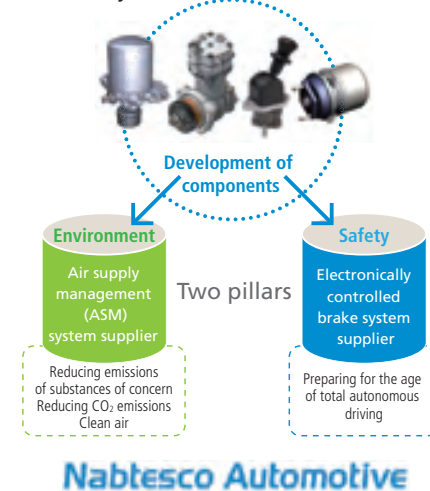 Development of
components
Environment
Air supply
management
(ASM)
system supplier
Two pillars
Safety
Electronically
controlled
brake system
supplier
Reducing emissions
of substances of concern
Reducing CO₂ emissions
Clean air
Preparing for the age
of total autonomous
driving
Nabtesco Automotive